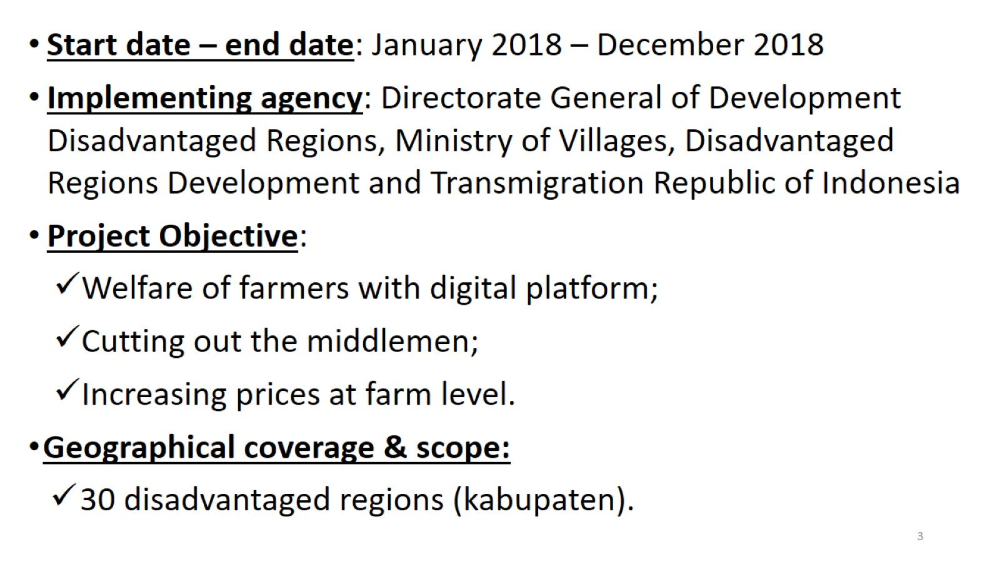 • Start date – end date: January 2018 – December 2018
• Implementing agency: Directorate General of Development
Disadvantaged Regions, Ministry of Villages, Disadvantaged
Regions Development and Transmigration Republic of Indonesia
• Project Objective:
✓Welfare of farmers with digital platform;
✓Cutting out the middlemen;
✓Increasing prices at farm level.
•Geographical coverage & scope:
✓30 disadvantaged regions (kabupaten).
3